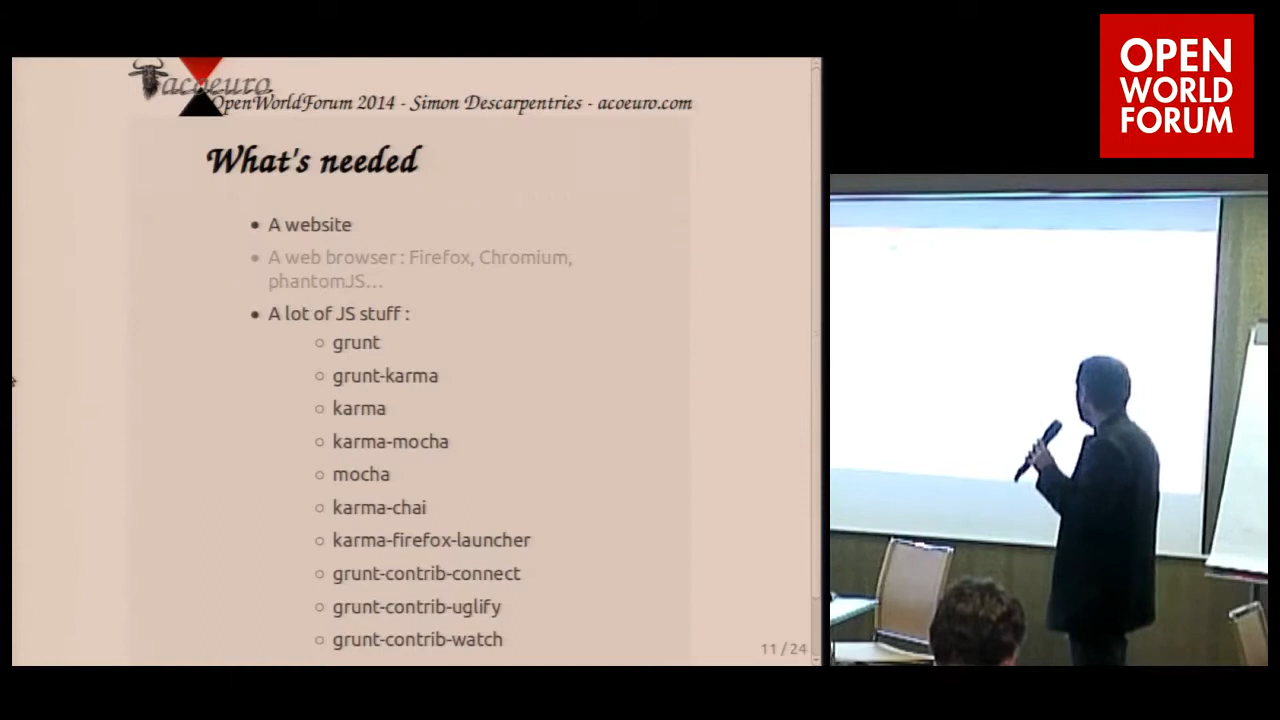 acoeuro
OpenWorldForum 2014 - Simon Descarpentries - acoeuro.com
What's needed
• A website
• A web browser : Firefox, Chromium,
phantomJS...
• A lot of JS stuff :
○ grunt
○ grunt-karma
○ karma
○ karma-mocha
○ mocha
○ karma-chai
○ karma-firefox-launcher
○ grunt-contrib-connect
○ grunt-contrib-uglify
○ grunt-contrib-watch
11 / 24
OPEN
WORLD
FORUM